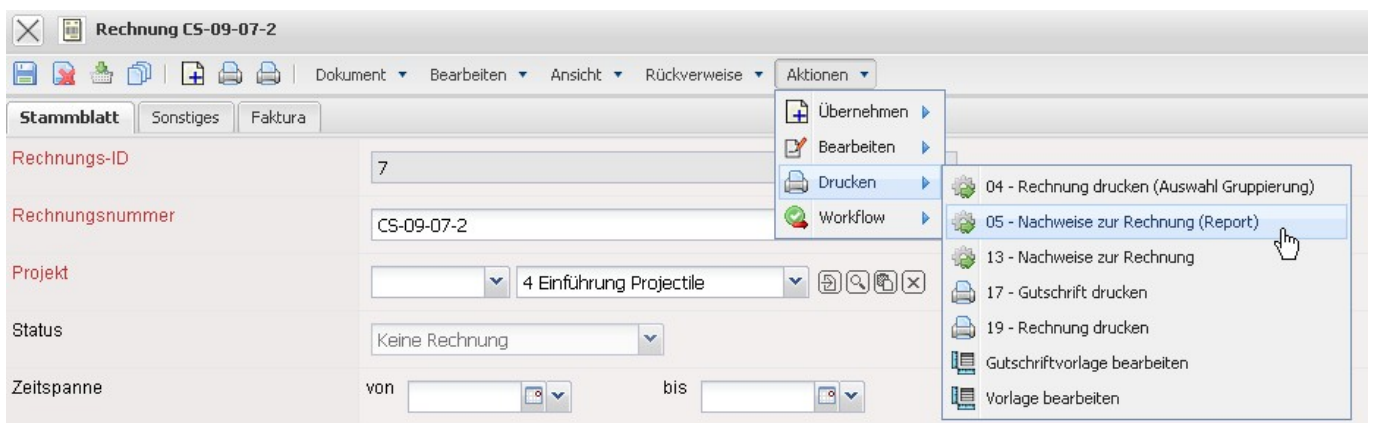 Rechnung CS-09-07-2
Dokument Bearbeiten Ansicht Rückverweise Aktionen
Stammblatt Sonstiges Faktura
Übernehmen
Bearbeiten
Drucken
Workflow
04 - Rechnung drucken (Auswahl Gruppierung)
05 - Nachweise zur Rechnung (Report)
13 - Nachweise zur Rechnung
17 - Gutschrift drucken
19 - Rechnung drucken
Gutschriftvorlage bearbeiten
Vorlage bearbeiten
Rechnungs-ID 7
Rechnungsnummer CS-09-07-2
Projekt 4 Einführung Projectile
Status Keine Rechnung
Zeitspanne von bis